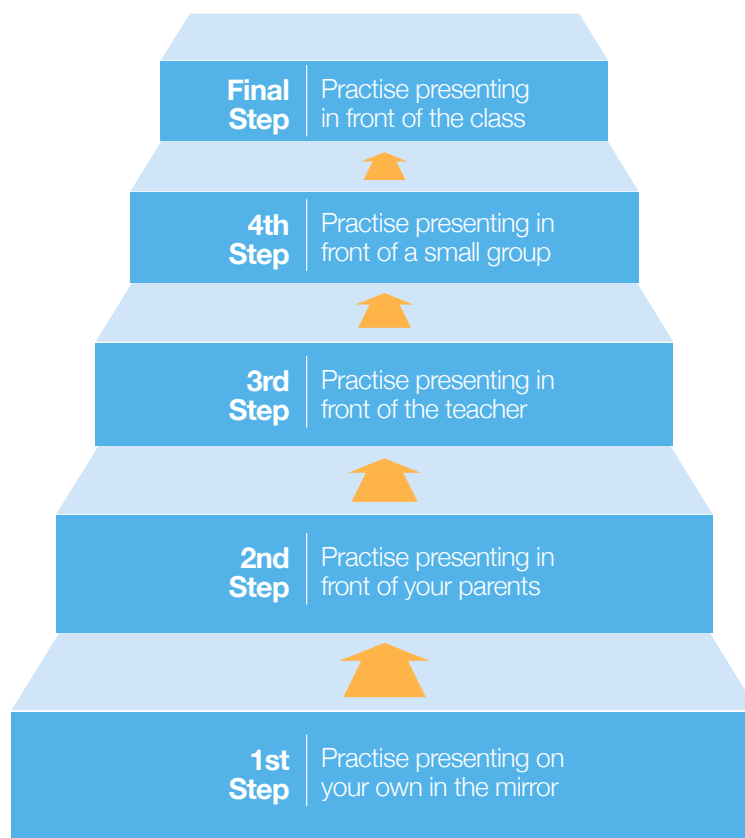 Final
Step
Practise presenting
in front of the class
4th
Step
Practise presenting in
front of a small group
3rd
Step
Practise presenting in
front of the teacher
2nd
Step
Practise presenting in
front of your parents
1st
Step
Practise presenting on
your own in the mirror